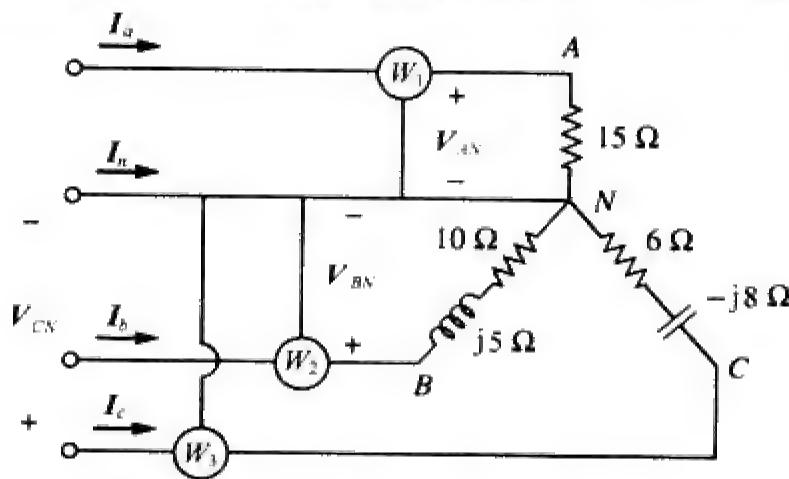 I_a
W_1
A
+
V_AN
15 Ω
I_n
−
−
−
N
10 Ω
6 Ω
V_BN
−j8 Ω
V_CN
I_b
+
j5 Ω
W_2
B
C
+
I_c
W_3